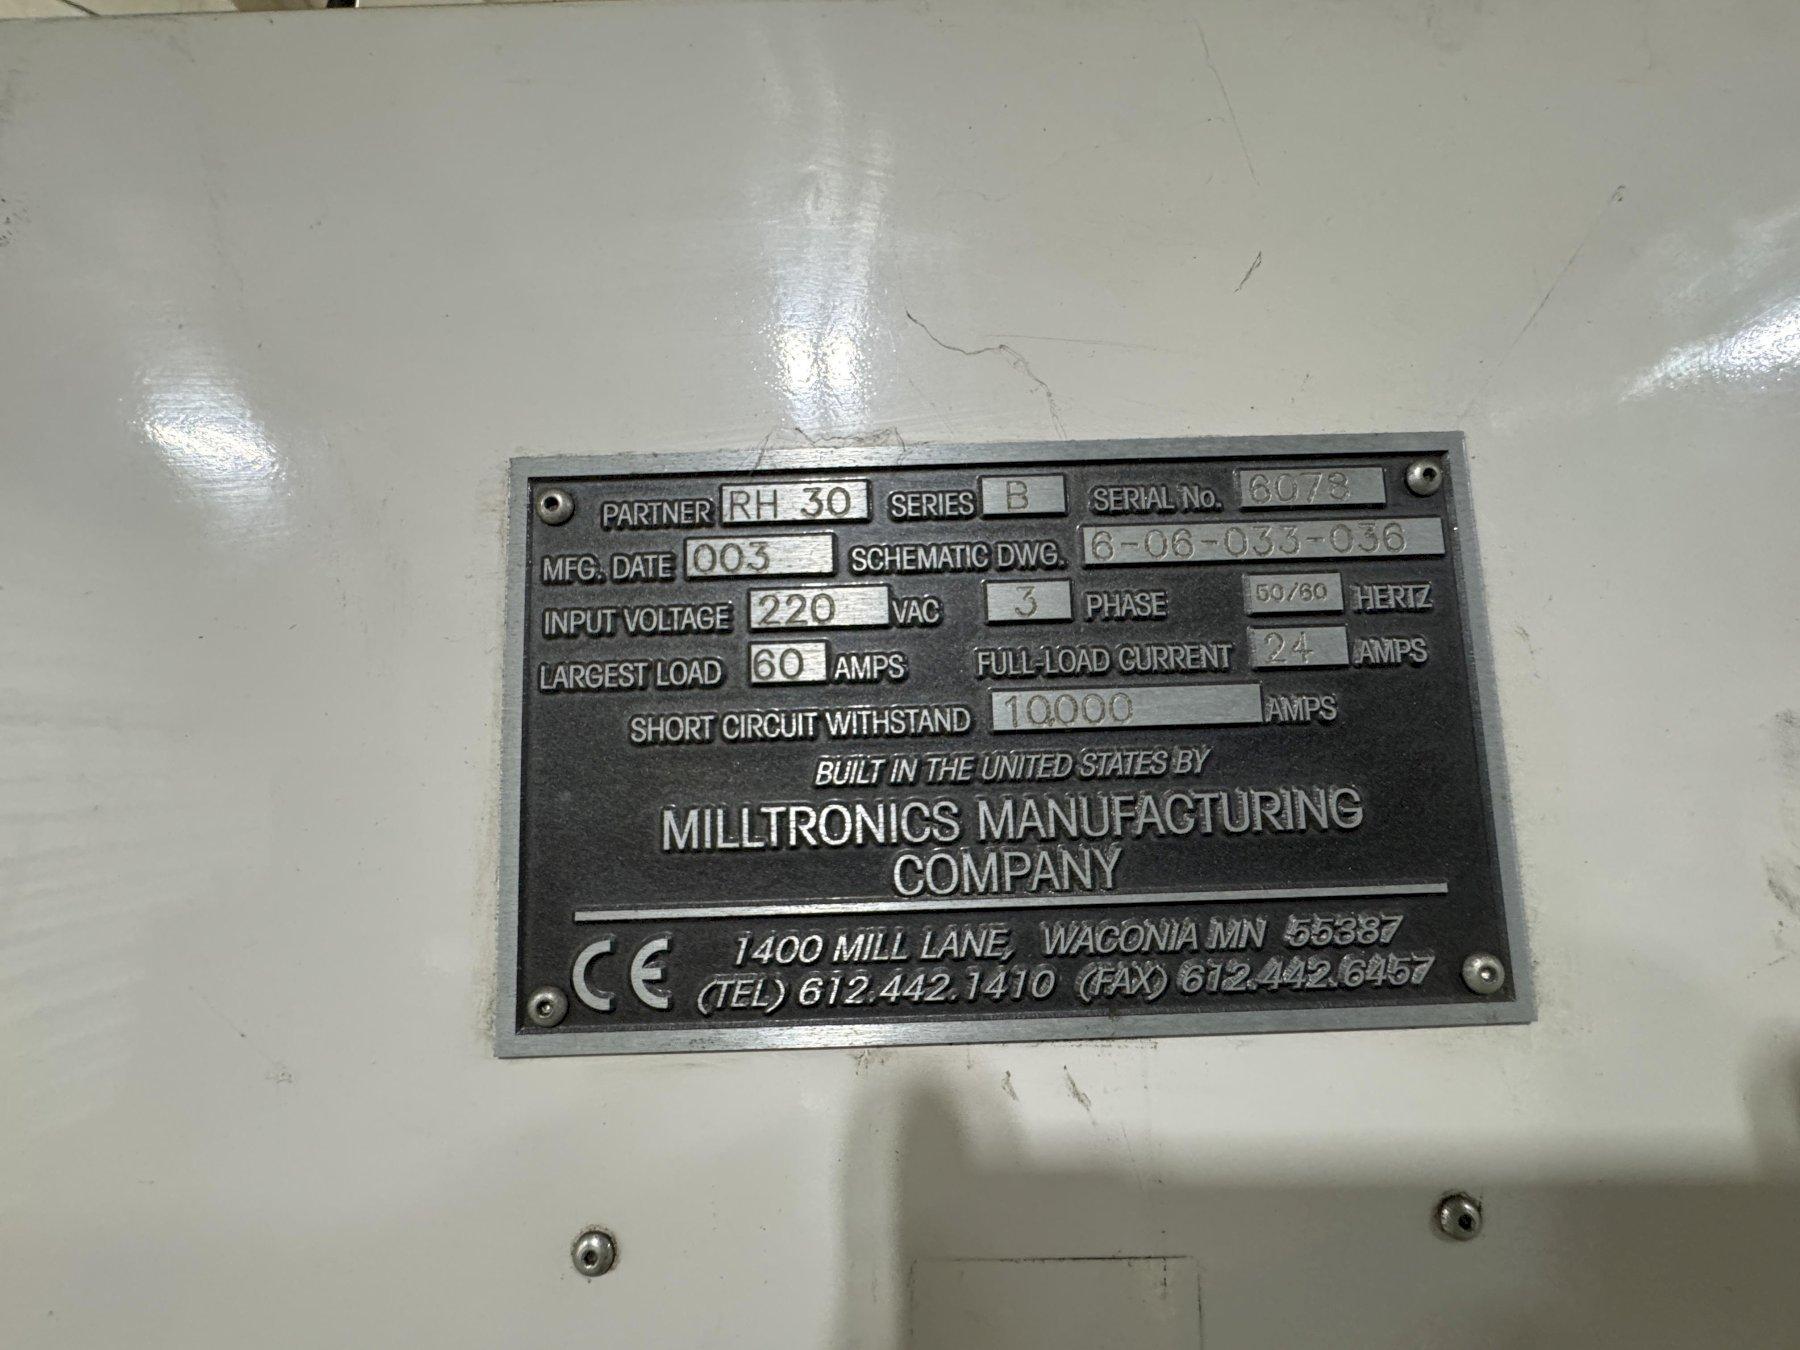 PARTNER RH 30 SERIES B SERIAL No. 6078
MFG. DATE 003 SCHEMATIC DWG. 6-06-033-036
INPUT VOLTAGE 220 VAC 3 PHASE 50/60 HERTZ
LARGEST LOAD 60 AMPS FULL-LOAD CURRENT 24 AMPS
SHORT CIRCUIT WITHSTAND 10,000 AMPS
BUILT IN THE UNITED STATES BY
MILLTRONICS MANUFACTURING
COMPANY
CE 1400 MILL LANE, WACONIA MN 55387
(TEL) 612.442.1410 (FAX) 612.442.6457